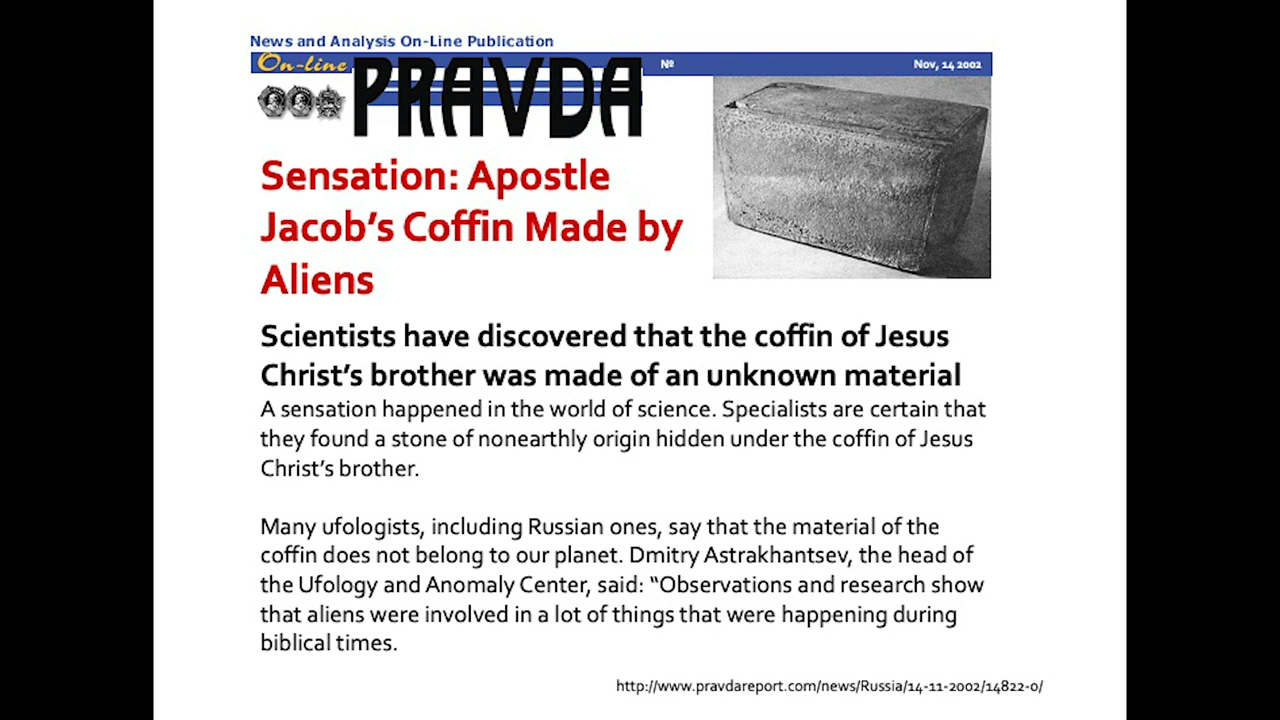 News and Analysis On-Line Publication
On-line
PRAVDA
№
Nov, 14 2002
Sensation: Apostle
Jacob’s Coffin Made by
Aliens
Scientists have discovered that the coffin of Jesus
Christ’s brother was made of an unknown material
A sensation happened in the world of science. Specialists are certain that
they found a stone of nonearthly origin hidden under the coffin of Jesus
Christ’s brother.
Many ufologists, including Russian ones, say that the material of the
coffin does not belong to our planet. Dmitry Astrakhantsev, the head of
the Ufology and Anomaly Center, said: “Observations and research show
that aliens were involved in a lot of things that were happening during
biblical times.
http://www.pravdareport.com/news/Russia/14-11-2002/14822-0/